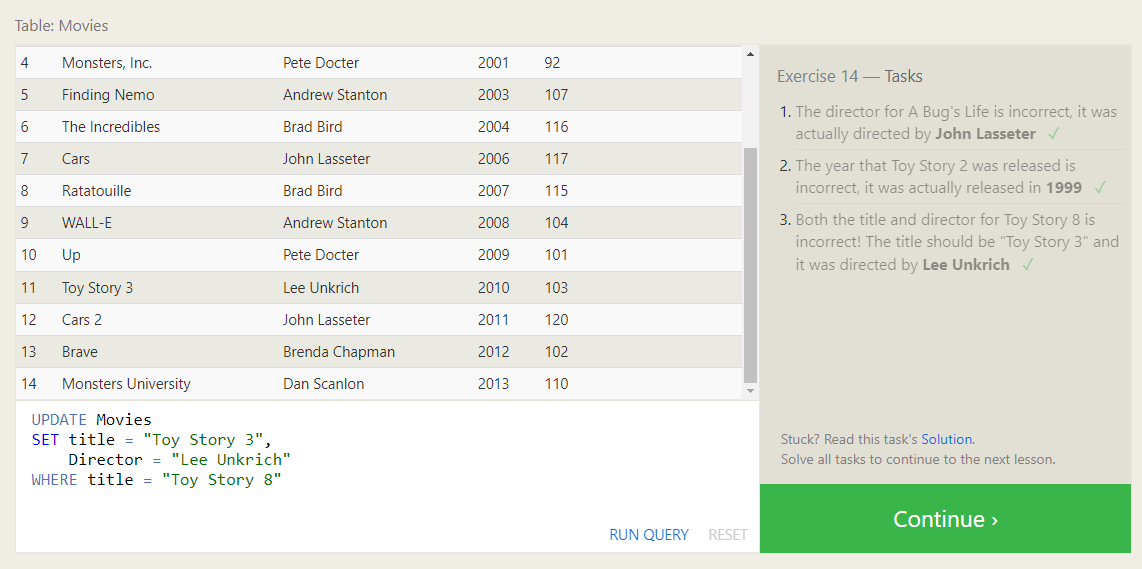 Table: Movies
4 Monsters, Inc. Pete Docter 2001 92
5 Finding Nemo Andrew Stanton 2003 107
6 The Incredibles Brad Bird 2004 116
7 Cars John Lasseter 2006 117
8 Ratatouille Brad Bird 2007 115
9 WALL-E Andrew Stanton 2008 104
10 Up Pete Docter 2009 101
11 Toy Story 3 Lee Unkrich 2010 103
12 Cars 2 John Lasseter 2011 120
13 Brave Brenda Chapman 2012 102
14 Monsters University Dan Scanlon 2013 110
UPDATE Movies
SET title = "Toy Story 3",
    Director = "Lee Unkrich"
WHERE title = "Toy Story 8"
RUN QUERY RESET
Exercise 14 — Tasks
1. The director for A Bug's Life is incorrect, it was
actually directed by John Lasseter ✓
2. The year that Toy Story 2 was released is
incorrect, it was actually released in 1999 ✓
3. Both the title and director for Toy Story 8 is
incorrect! The title should be "Toy Story 3" and
it was directed by Lee Unkrich ✓
Stuck? Read this task's Solution.
Solve all tasks to continue to the next lesson.
Continue ›